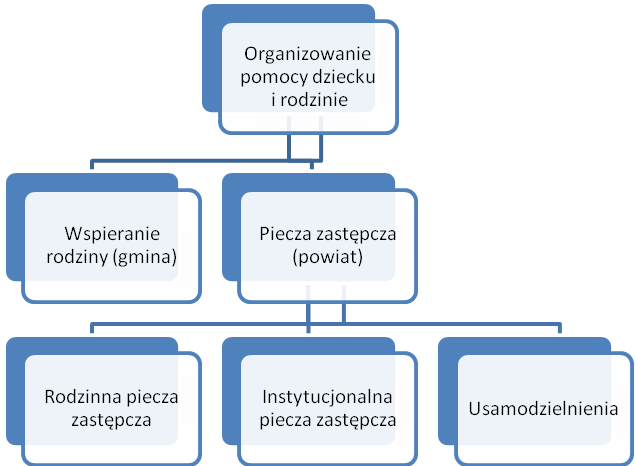 Organizowanie
pomocy dziecku
i rodzinie
Wspieranie
rodziny (gmina)
Piecza zastępcza
(powiat)
Rodzinna piecza
zastępcza
Instytucjonalna
piecza zastępcza
Usamodzielnienia